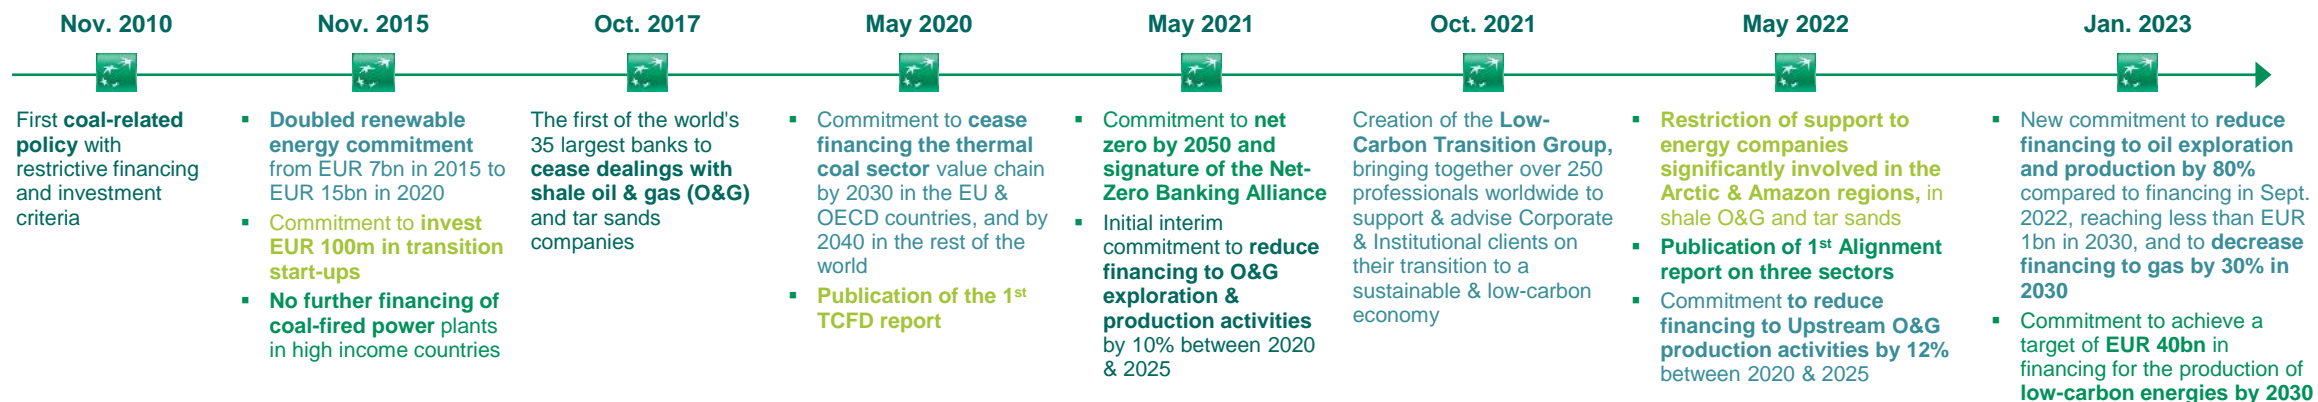 Nov. 2010
First coal-related
policy with
restrictive financing
and investment
criteria
Nov. 2015
▪ Doubled renewable
energy commitment
from EUR 7bn in 2015 to
EUR 15bn in 2020
▪ Commitment to invest
EUR 100m in transition
start-ups
▪ No further financing of
coal-fired power plants
in high income countries
Oct. 2017
The first of the world's
35 largest banks to
cease dealings with
shale oil & gas (O&G)
and tar sands
companies
May 2020
▪ Commitment to cease
financing the thermal
coal sector value chain
by 2030 in the EU &
OECD countries, and by
2040 in the rest of the
world
▪ Publication of the 1st
TCFD report
May 2021
▪ Commitment to net
zero by 2050 and
signature of the Net-
Zero Banking Alliance
▪ Initial interim
commitment to reduce
financing to O&G
exploration &
production activities
by 10% between 2020
& 2025
Oct. 2021
Creation of the Low-
Carbon Transition Group,
bringing together over 250
professionals worldwide to
support & advise Corporate
& Institutional clients on
their transition to a
sustainable & low-carbon
economy
May 2022
▪ Restriction of support to
energy companies
significantly involved in the
Arctic & Amazon regions, in
shale O&G and tar sands
▪ Publication of 1st Alignment
report on three sectors
▪ Commitment to reduce
financing to Upstream O&G
production activities by 12%
between 2020 & 2025
Jan. 2023
▪ New commitment to reduce
financing to oil exploration
and production by 80%
compared to financing in Sept.
2022, reaching less than EUR
1bn in 2030, and to decrease
financing to gas by 30% in
2030
▪ Commitment to achieve a
target of EUR 40bn in
financing for the production of
low-carbon energies by 2030